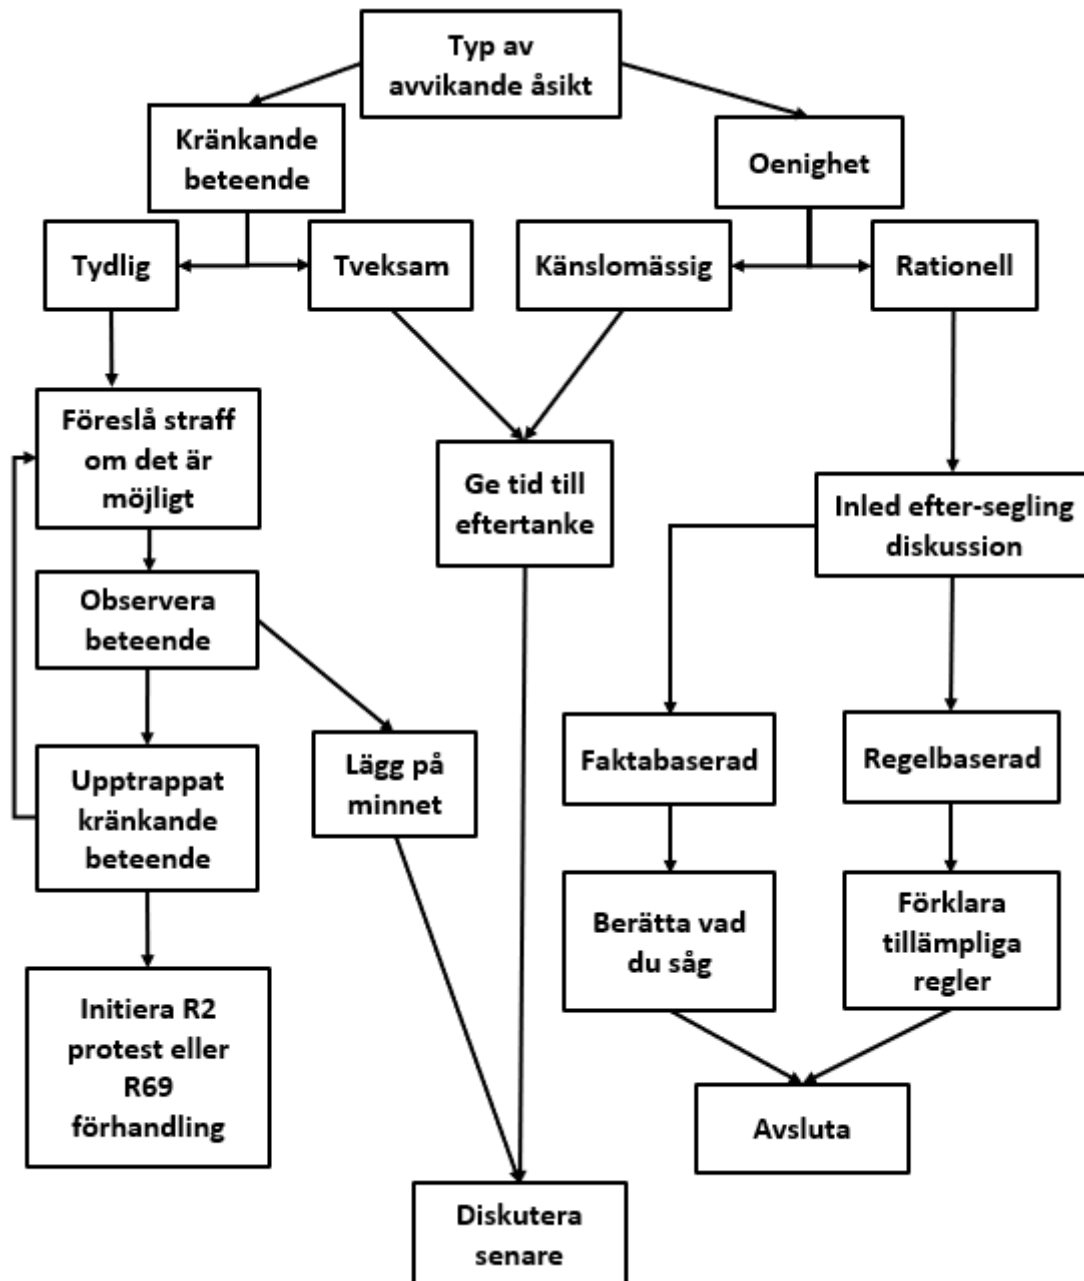 Typ av
avvikande åsikt
Kränkande
beteende
Oenighet
Tydlig
Tveksam
Känslomässig
Rationell
Föreslå straff
om det är
möjligt
Ge tid till
eftertanke
Inled efter-segling
diskussion
Observera
beteende
Upptrappat
kränkande
beteende
Lägg på
minnet
Faktabaserad
Regelbaserad
Berätta vad
du såg
Förklara
tillämpliga
regler
Initiera R2
protest eller
R69
förhandling
Avsluta
Diskutera
senare